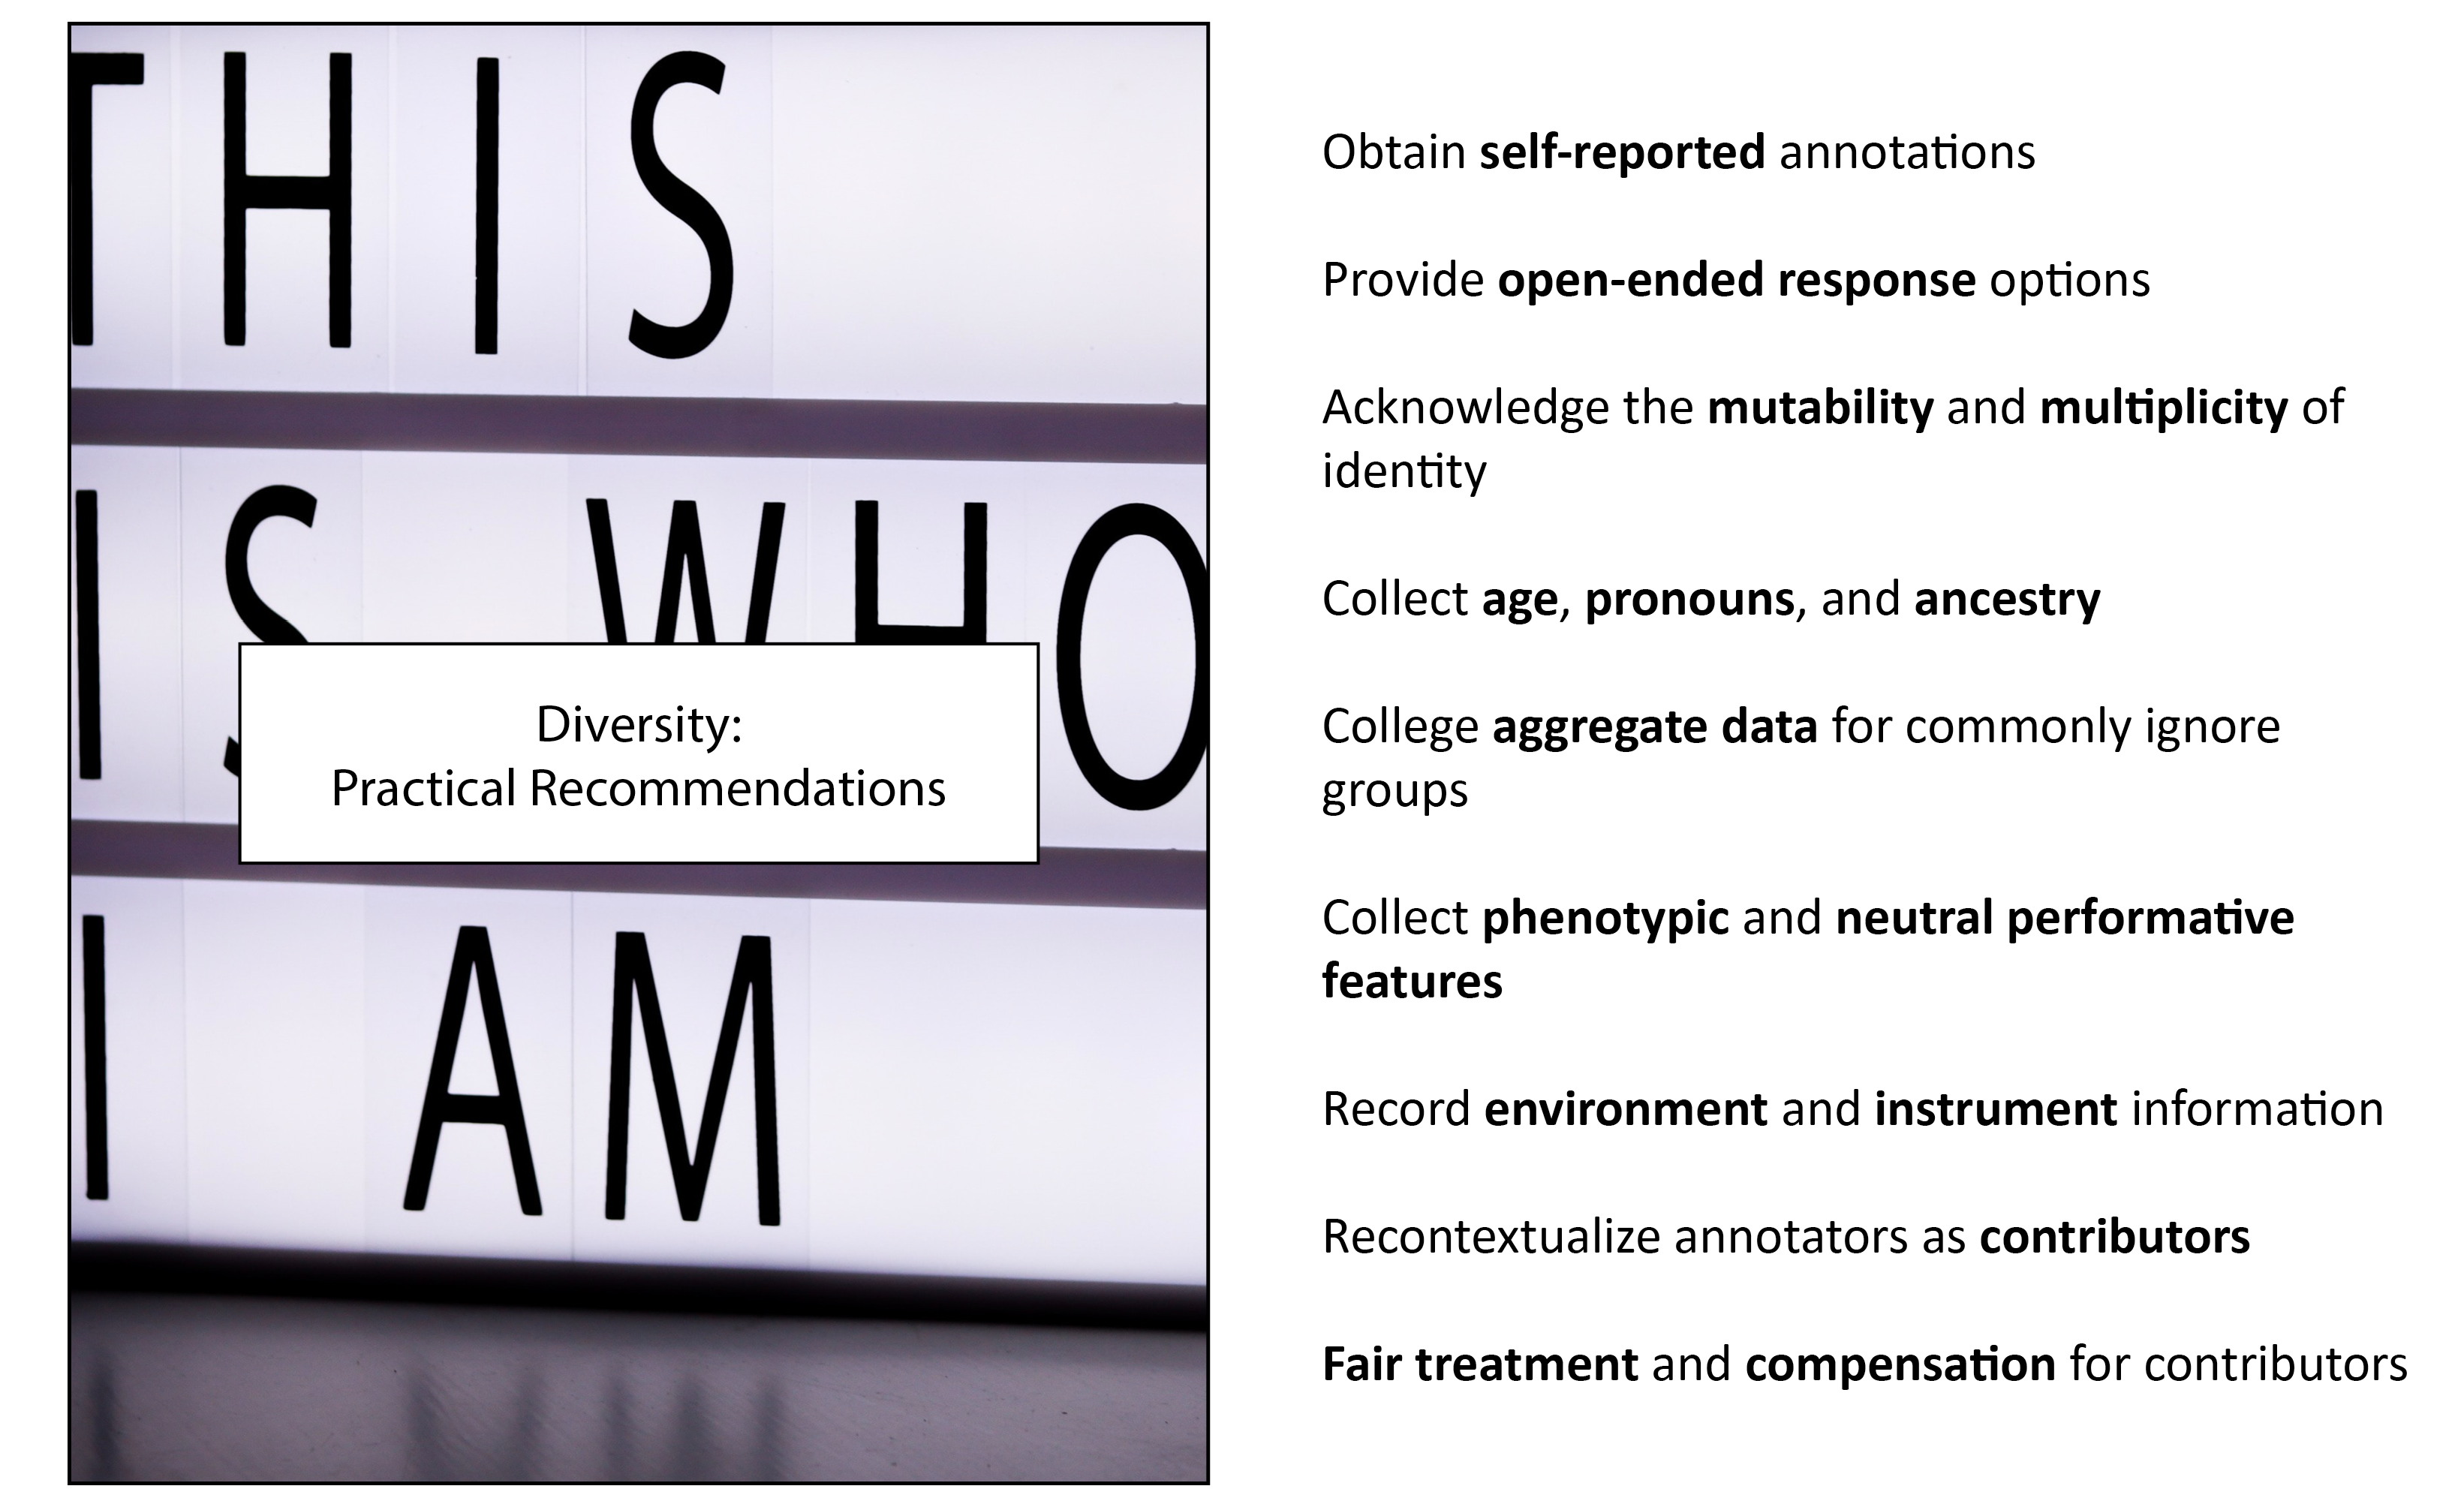 THIS
IS WHO
I AM
Diversity:
Practical Recommendations
Obtain self-reported annotations
Provide open-ended response options
Acknowledge the mutability and multiplicity of
identity
Collect age, pronouns, and ancestry
College aggregate data for commonly ignore
groups
Collect phenotypic and neutral performative
features
Record environment and instrument information
Recontextualize annotators as contributors
Fair treatment and compensation for contributors